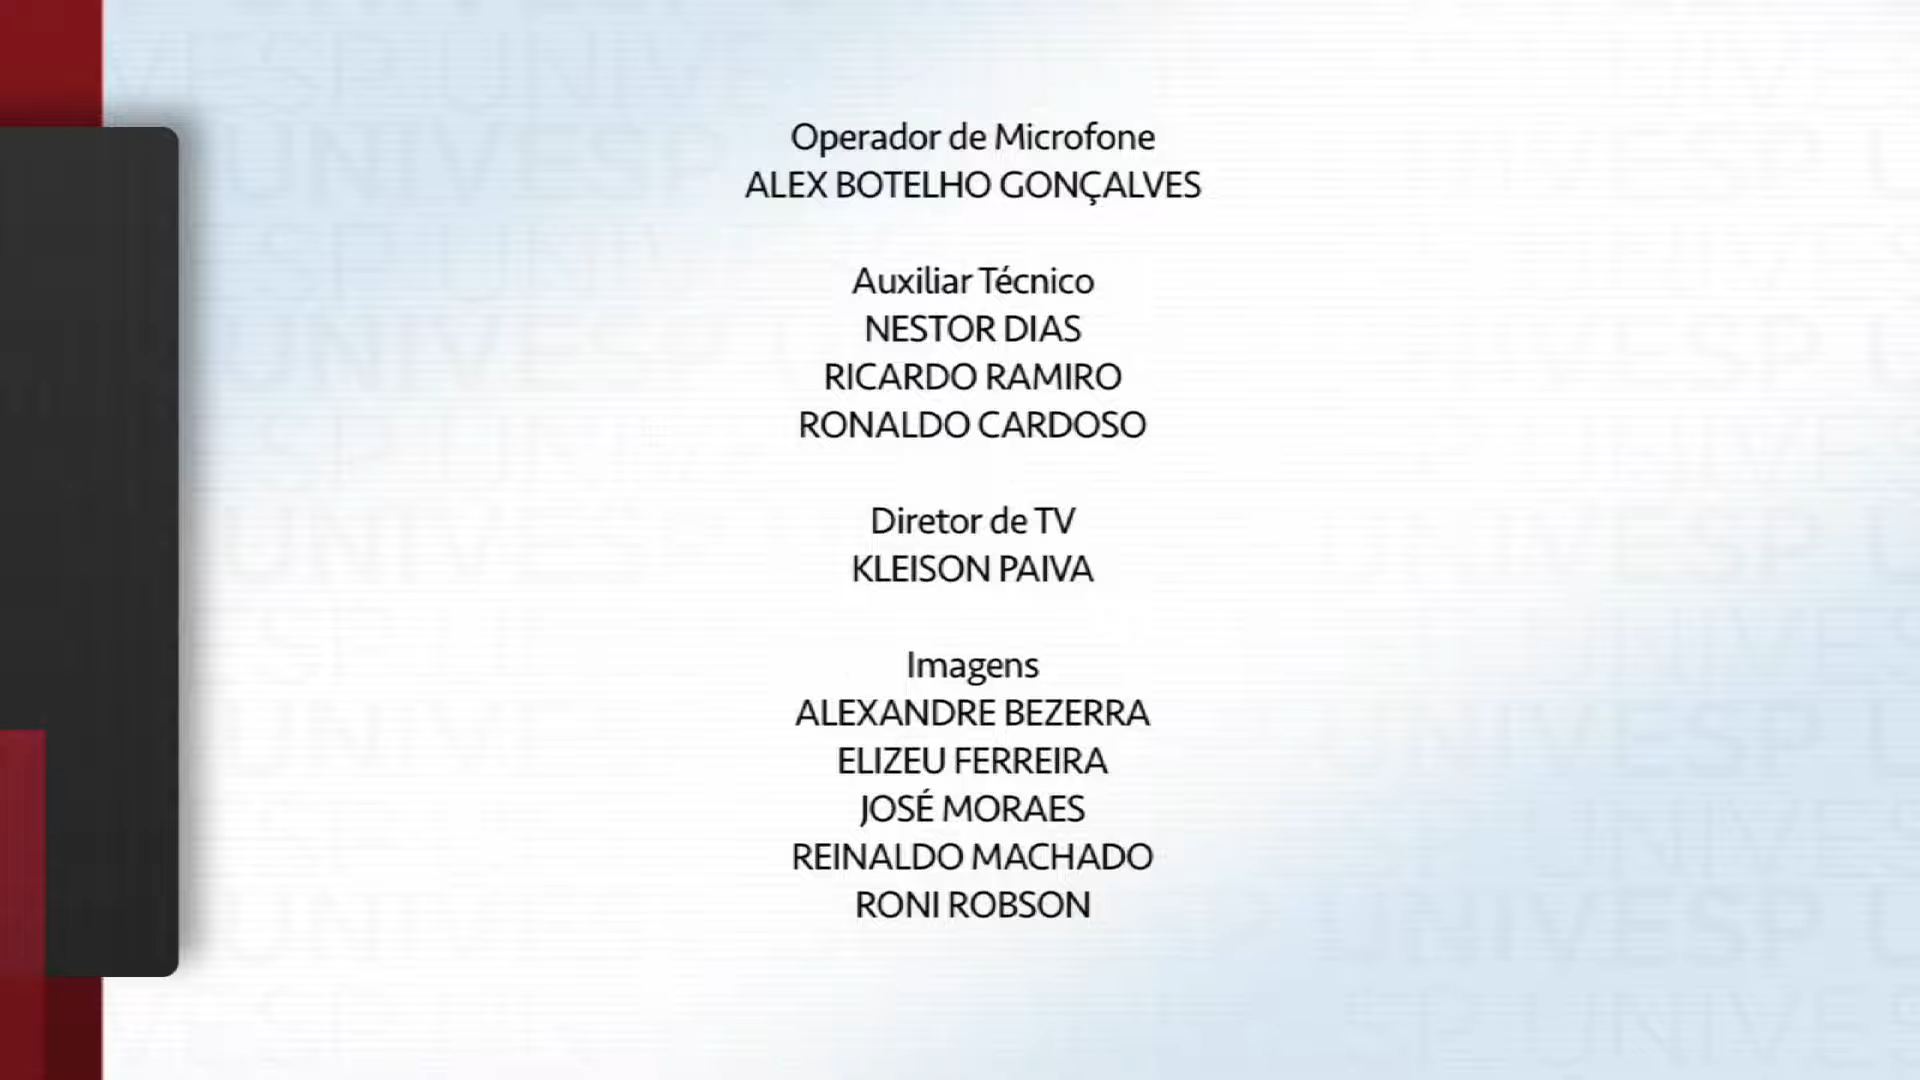 Operador de Microfone
ALEX BOTELHO GONÇALVES
Auxiliar Técnico
NESTOR DIAS
RICARDO RAMIRO
RONALDO CARDOSO
Diretor de TV
KLEISON PAIVA
Imagens
ALEXANDRE BEZERRA
ELIZEU FERREIRA
JOSÉ MORAES
REINALDO MACHADO
RONI ROBSON